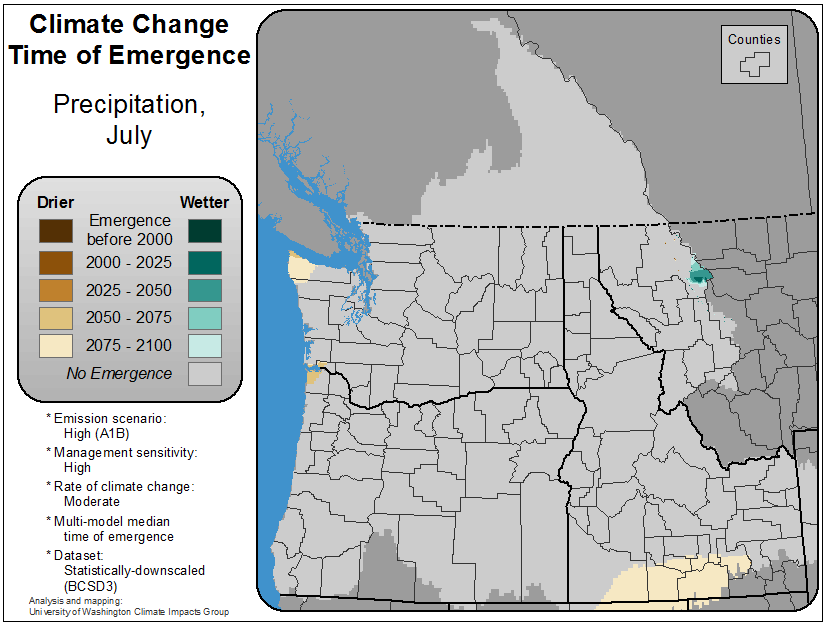 Climate Change
Time of Emergence
Precipitation,
July
Drier
Wetter
Emergence
before 2000
2000 - 2025
2025 - 2050
2050 - 2075
2075 - 2100
No Emergence
* Emission scenario:
High (A1B)
* Management sensitivity:
High
* Rate of climate change:
Moderate
* Multi-model median
time of emergence
* Dataset:
Statistically-downscaled
(BCSD3)
Analysis and mapping:
University of Washington Climate Impacts Group
Counties